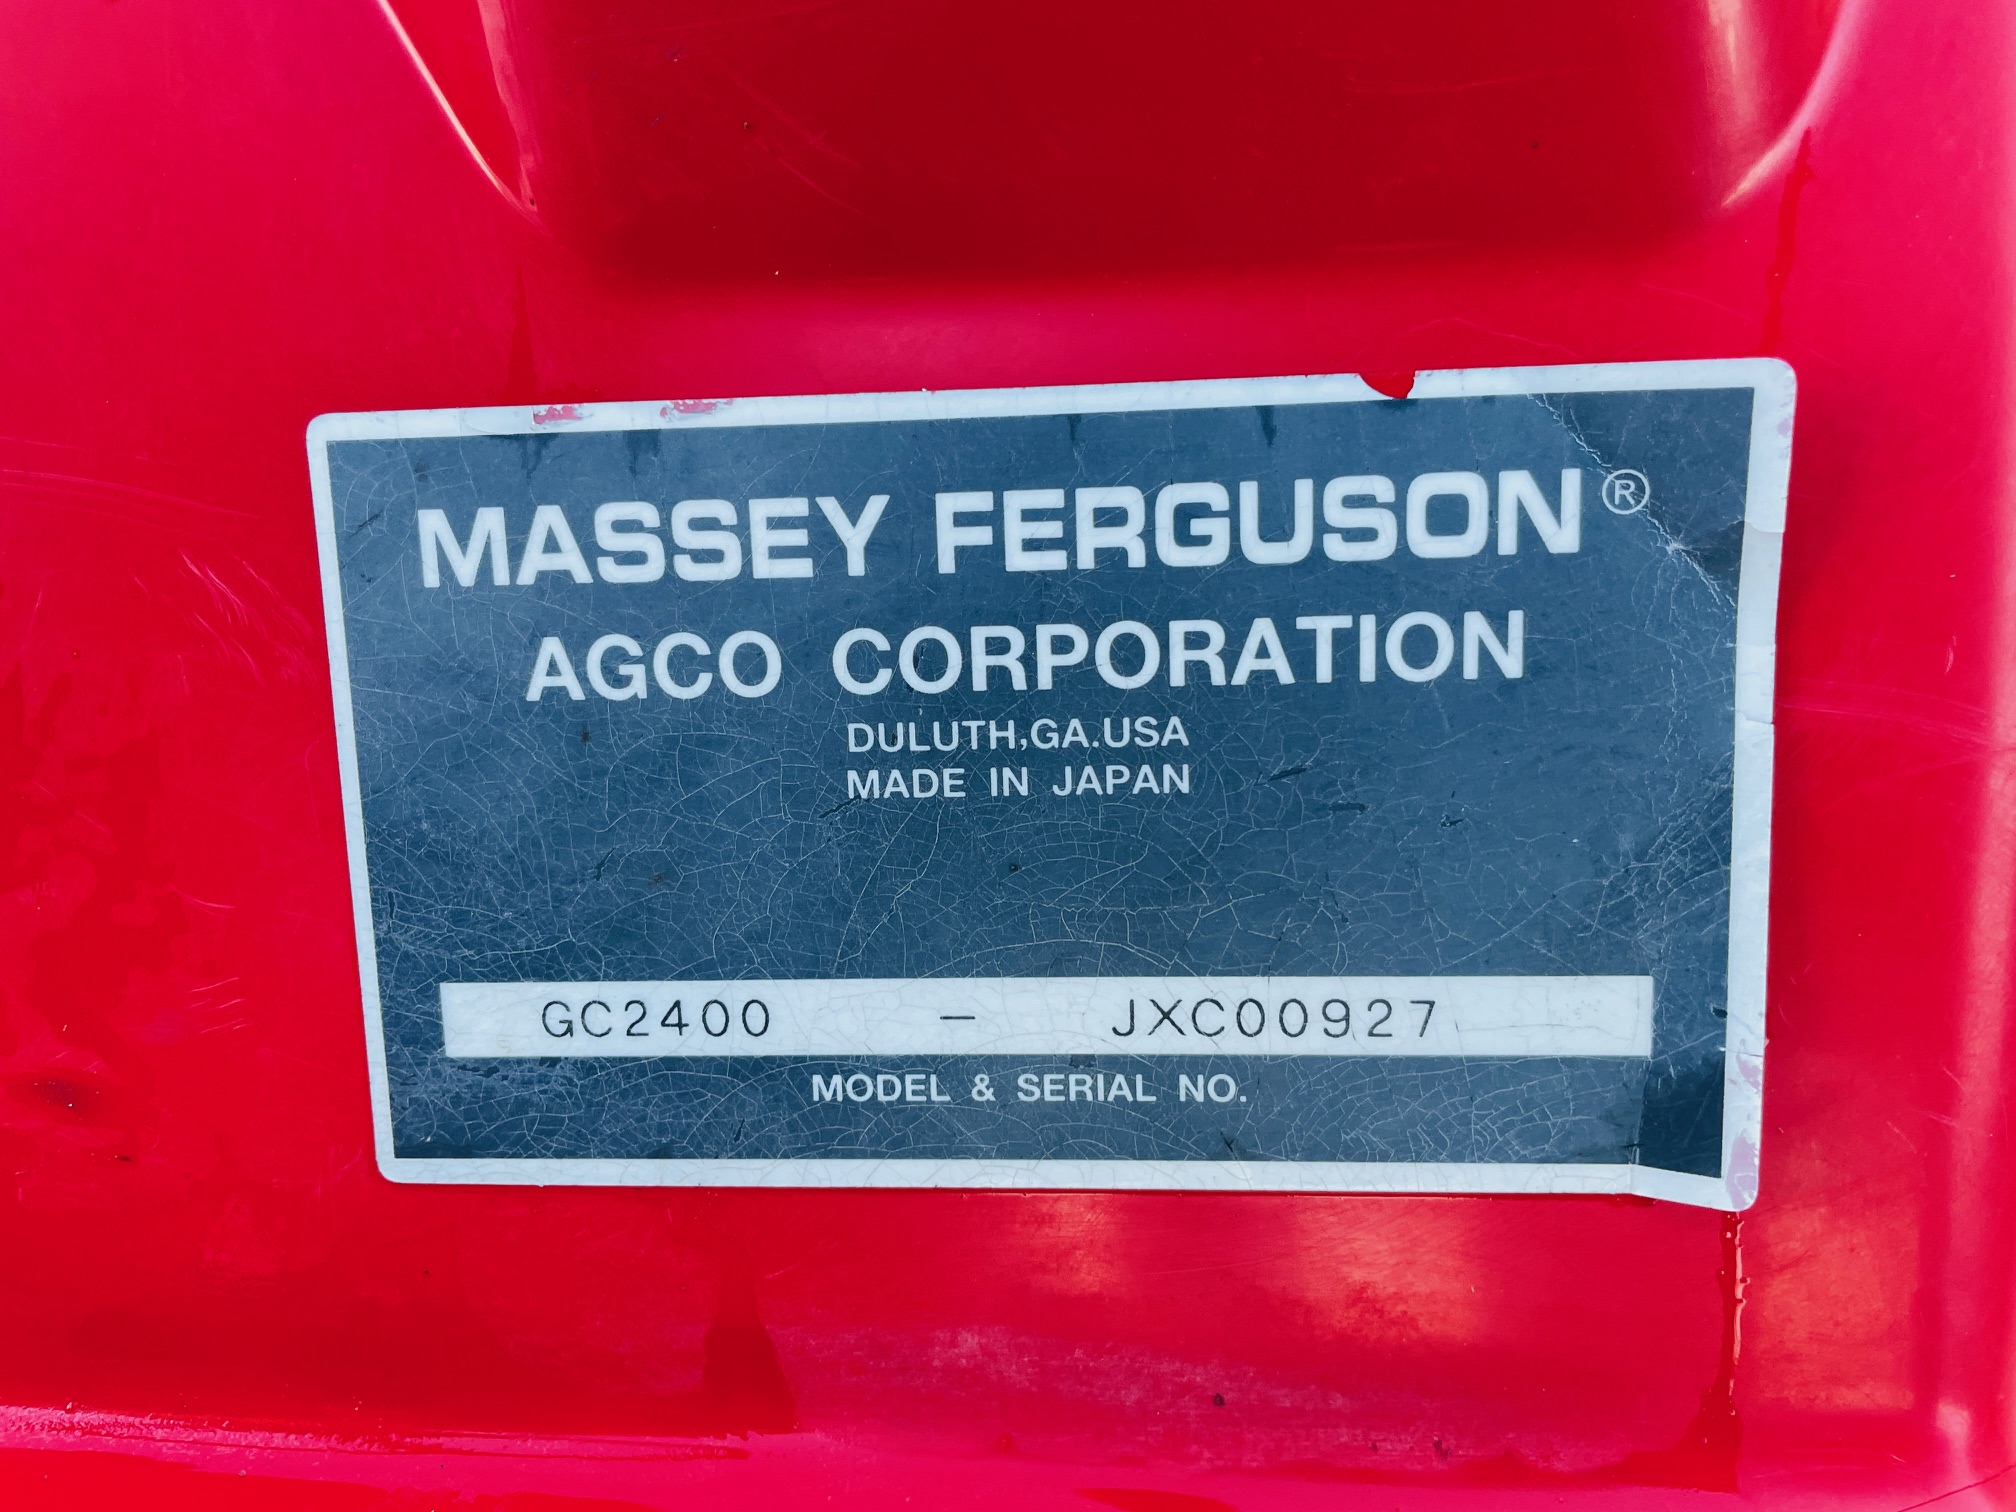 MASSEY FERGUSON®
AGCO CORPORATION
DULUTH,GA.USA
MADE IN JAPAN
GC2400 - JXC00927
MODEL & SERIAL NO.